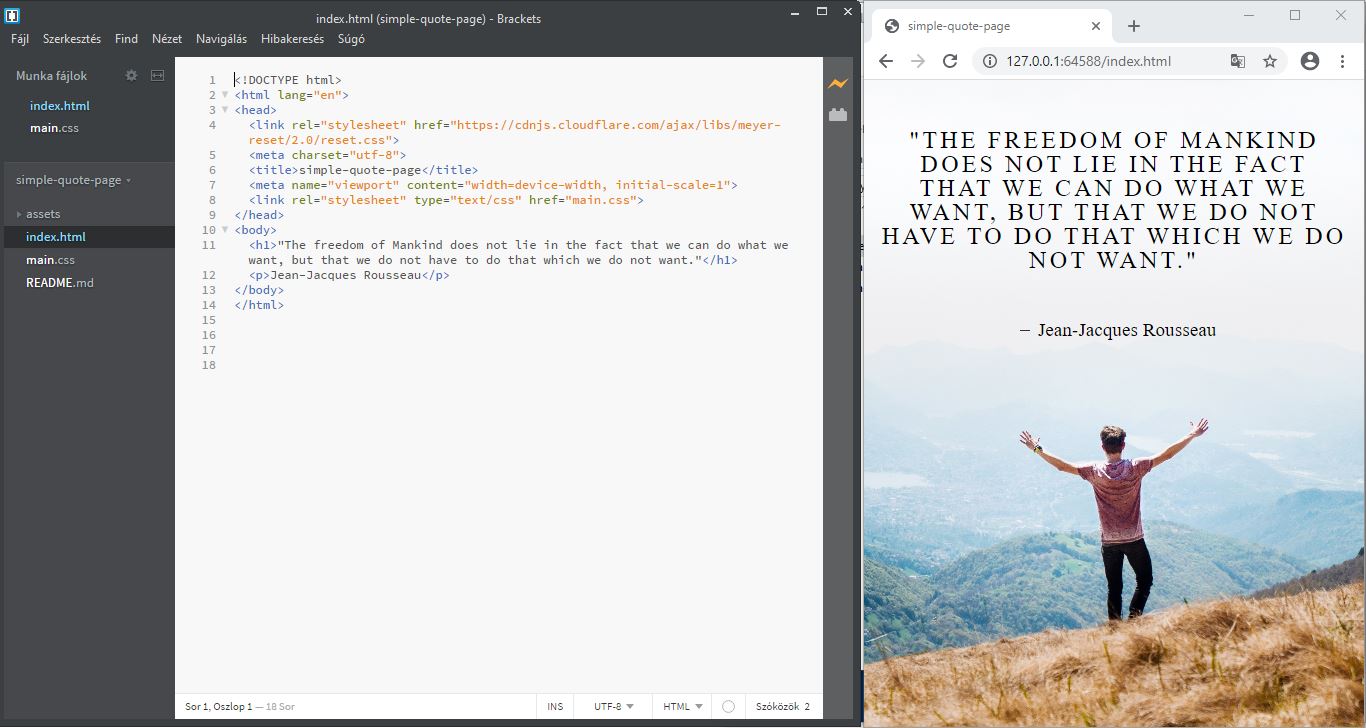 index.html (simple-quote-page) - Brackets
Fájl Szerkesztés Find Nézet Navigálás Hibakeresés Súgó
Munka fájlok
index.html
main.css
simple-quote-page
assets
index.html
main.css
README.md
1 <!DOCTYPE html>
2 <html lang="en">
3 <head>
4 <link rel="stylesheet" href="https://cdnjs.cloudflare.com/ajax/libs/meyer-
reset/2.0/reset.css">
5 <meta charset="utf-8">
6 <title>simple-quote-page</title>
7 <meta name="viewport" content="width=device-width, initial-scale=1">
8 <link rel="stylesheet" type="text/css" href="main.css">
9 </head>
10 <body>
11 <h1>"The freedom of Mankind does not lie in the fact that we can do what we
want, but that we do not have to do that which we do not want."</h1>
12 <p>Jean-Jacques Rousseau</p>
13 </body>
14 </html>
15
16
17
18
Sor 1, Oszlop 1 — 18 Sor INS UTF-8 HTML Szóközök 2
simple-quote-page
127.0.0.1:64588/index.html
"THE FREEDOM OF MANKIND
DOES NOT LIE IN THE FACT
THAT WE CAN DO WHAT WE
WANT, BUT THAT WE DO NOT
HAVE TO DO THAT WHICH WE DO
NOT WANT."
— Jean-Jacques Rousseau